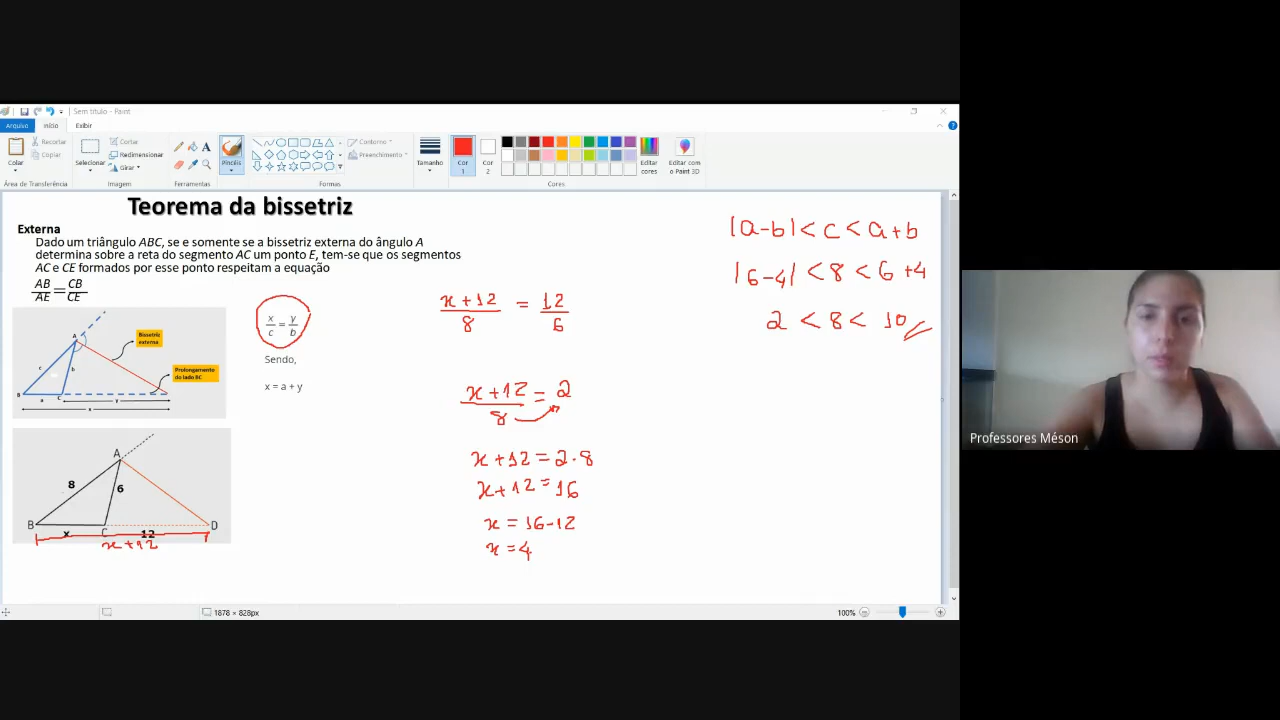 Sem título - Paint
Arquivo Início Exibir
Colar
Recortar
Copiar
Área de Transferência
Selecionar
Cortar
Redimensionar
Girar
Imagem
Ferramentas
Pincéis
Contorno
Preenchimento
Formas
Tamanho
Cor 1
Cor 2
Editar cores
Editar com o Paint 3D
Cores
Teorema da bissetriz
Externa
Dado um triângulo ABC, se e somente se a bissetriz externa do ângulo A
determina sobre a reta do segmento AC um ponto E, tem-se que os segmentos
AC e CE formados por esse ponto respeitam a equação
AB/AE = CB/CE
A
Bissetriz
externa
c b
Prolongamento
do lado BC
B a C y
x
x/c = y/b
Sendo,
x = a + y
A
8 6
B x C 12 D
x+12
x+12/8 = 12/6
x+12/8 = 2
x+12=2·8
x+12=16
x=16-12
x=4
|a-b|<c<a+b
|6-4|<8<6+4
2<8<10
Professores Méson
1878 × 828px
100%